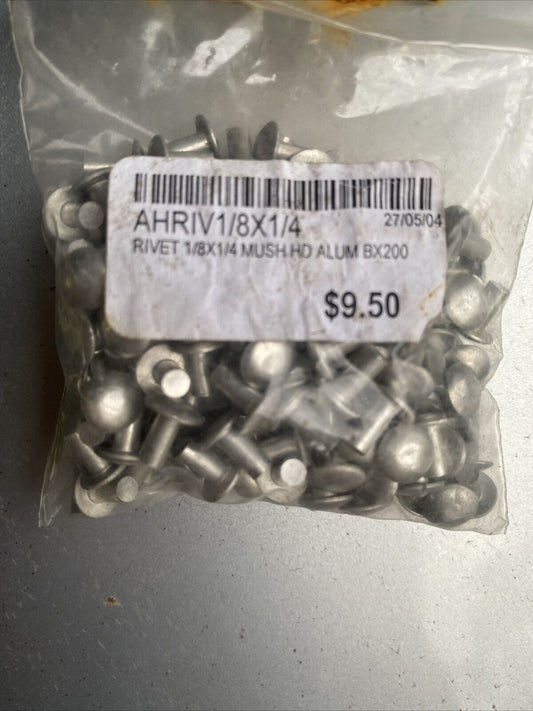 AHRIV1/8X1/4 27/05/04
RIVET 1/8X1/4 MUSH HD ALUM BX200
$9.50